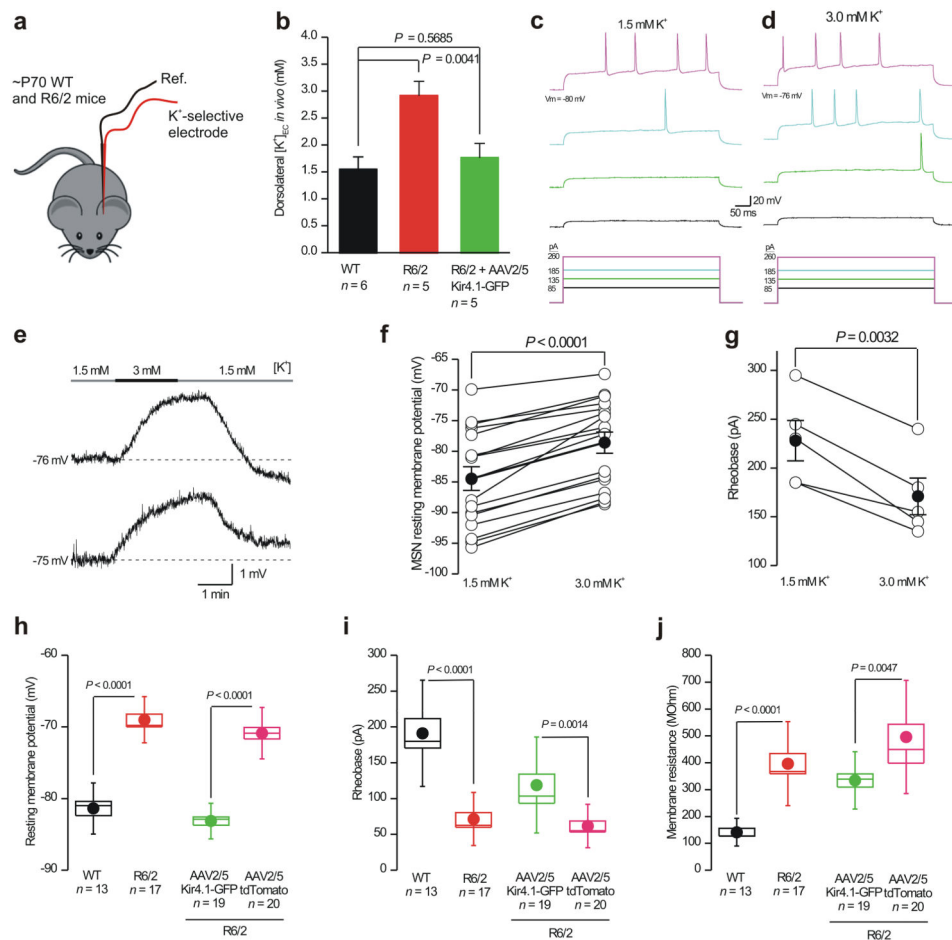 a
~P70 WT
and R6/2 mice
Ref.
K+-selective
electrode
b
P = 0.5685
P = 0.0041
Dorsolateral [K+]EC in vivo (mM)
4.0
3.5
3.0
2.5
2.0
1.5
1.0
0.5
0.0
WT
n = 6
R6/2
n = 5
R6/2 + AAV2/5
Kir4.1-GFP
n = 5
c
1.5 mM K+
Vm = -80 mV
pA
260
185
135
85
d
3.0 mM K+
Vm = -76 mV
20 mV
50 ms
pA
260
185
135
85
e
1.5 mM
3 mM
1.5 mM
[K+]
-76 mV
-75 mV
1 mV
1 min
f
P < 0.0001
MSN resting membrane potential (mV)
-65
-70
-75
-80
-85
-90
-95
-100
1.5 mM K+
3.0 mM K+
g
P = 0.0032
Rheobase (pA)
300
250
200
150
100
1.5 mM K+
3.0 mM K+
h
Resting membrane potential (mV)
-60
-70
-80
-90
P < 0.0001
P < 0.0001
WT
n = 13
R6/2
n = 17
AAV2/5
Kir4.1-GFP
n = 19
AAV2/5
tdTomato
n = 20
R6/2
i
Rheobase (pA)
300
250
200
150
100
50
0
P < 0.0001
P = 0.0014
WT
n = 13
R6/2
n = 17
AAV2/5
Kir4.1-GFP
n = 19
AAV2/5
tdTomato
n = 20
R6/2
j
Membrane resistance (MOhm)
800
700
600
500
400
300
200
100
0
P < 0.0001
P = 0.0047
WT
n = 13
R6/2
n = 17
AAV2/5
Kir4.1-GFP
n = 19
AAV2/5
tdTomato
n = 20
R6/2